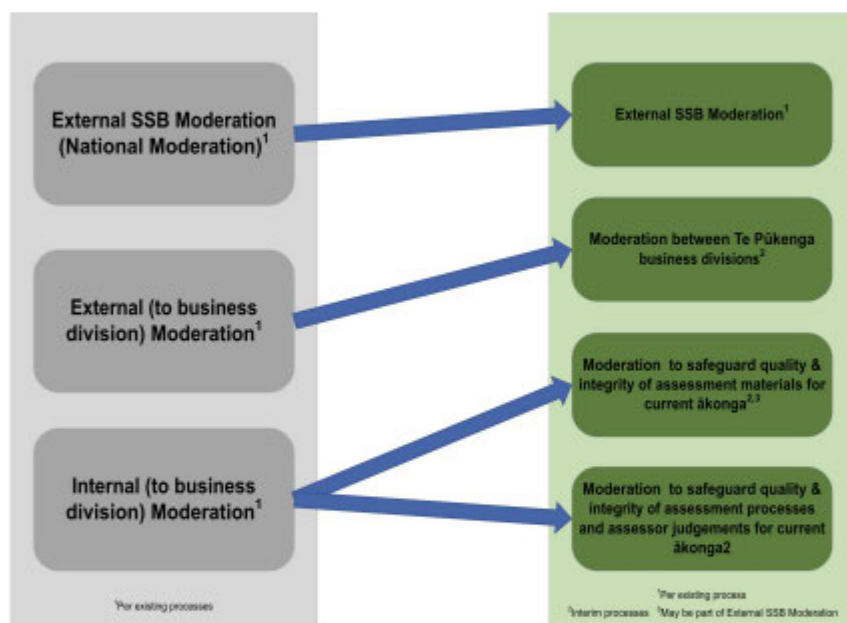 External SSB Moderation
(National Moderation)¹
External (to business
division) Moderation¹
Internal (to business
division) Moderation¹
¹Per existing processes
External SSB Moderation¹
Moderation between Te Pūkenga
business divisions²
Moderation to safeguard quality &
integrity of assessment materials for
current ākonga²,³
Moderation to safeguard quality &
integrity of assessment processes
and assessor judgements for current
ākonga2
¹Per existing process
²Interim processes ³May be part of External SSB Moderation